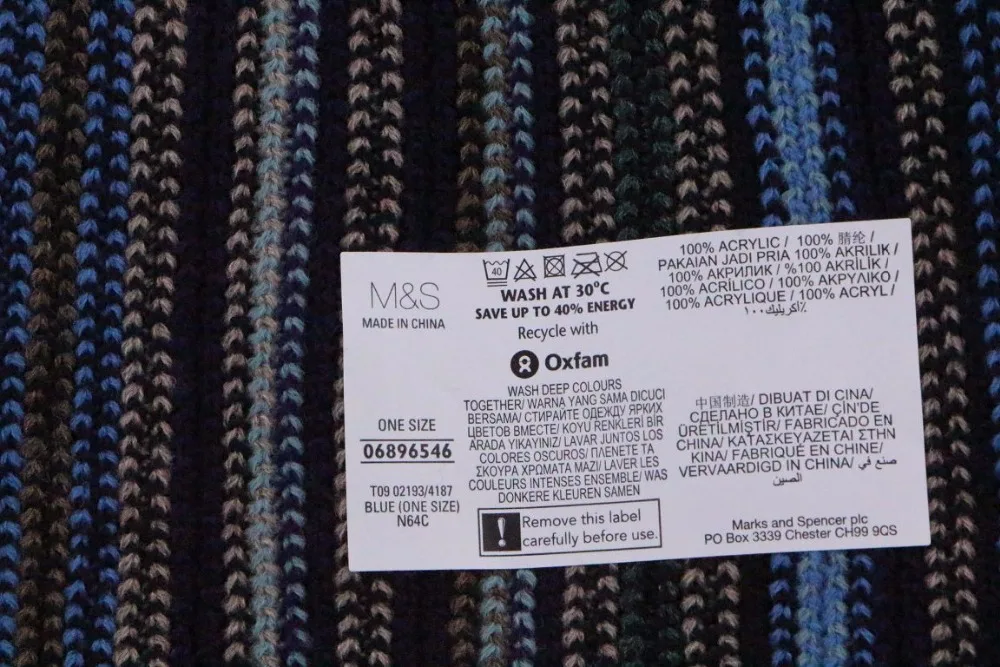 M&S
MADE IN CHINA
ONE SIZE
06896546
T09 02193/4187
BLUE (ONE SIZE)
N64C
40
WASH AT 30°C
SAVE UP TO 40% ENERGY
Recycle with
Oxfam
WASH DEEP COLOURS
TOGETHER/ WARNA YANG SAMA DICUCI
BERSAMA/ СТИРАЙТЕ ОДЕЖДУ ЯРКИХ
ЦВЕТОВ ВМЕСТЕ/ KOYU RENKLERI BIR
ARADA YIKAYINIZ/ LAVAR JUNTOS LOS
COLORES OSCUROS/ ΠΛΕΝΕΤΕ ΤΑ
ΣΚΟΥΡΑ ΧΡΩΜΑΤΑ ΜΑΖΙ/ LAVER LES
COULEURS INTENSES ENSEMBLE/ WAS
DONKERE KLEUREN SAMEN
! Remove this label
carefully before use.
100% ACRYLIC / 100% 腈纶 /
PAKAIAN JADI PRIA 100% AKRILIK /
100% АКРИЛИК / %100 AKRİLİK /
100% ACRÍLICO / 100% ΑΚΡΥΛΙΚΟ /
100% ACRYLIQUE / 100% ACRYL /
٪اكريليك١٠٠
中国制造/ DIBUAT DI CINA/
СДЕЛАНО В КИТАЕ/ ÇİN'DE
ÜRETİLMİŞTİR/ FABRICADO EN
CHINA/ ΚΑΤΑΣΚΕΥΑΖΕΤΑΙ ΣΤΗΝ
ΚΙΝΑ/ FABRIQUÉ EN CHINE/
VERVAARDIGD IN CHINA/ صنع في
الصين
Marks and Spencer plc
PO Box 3339 Chester CH99 9QS